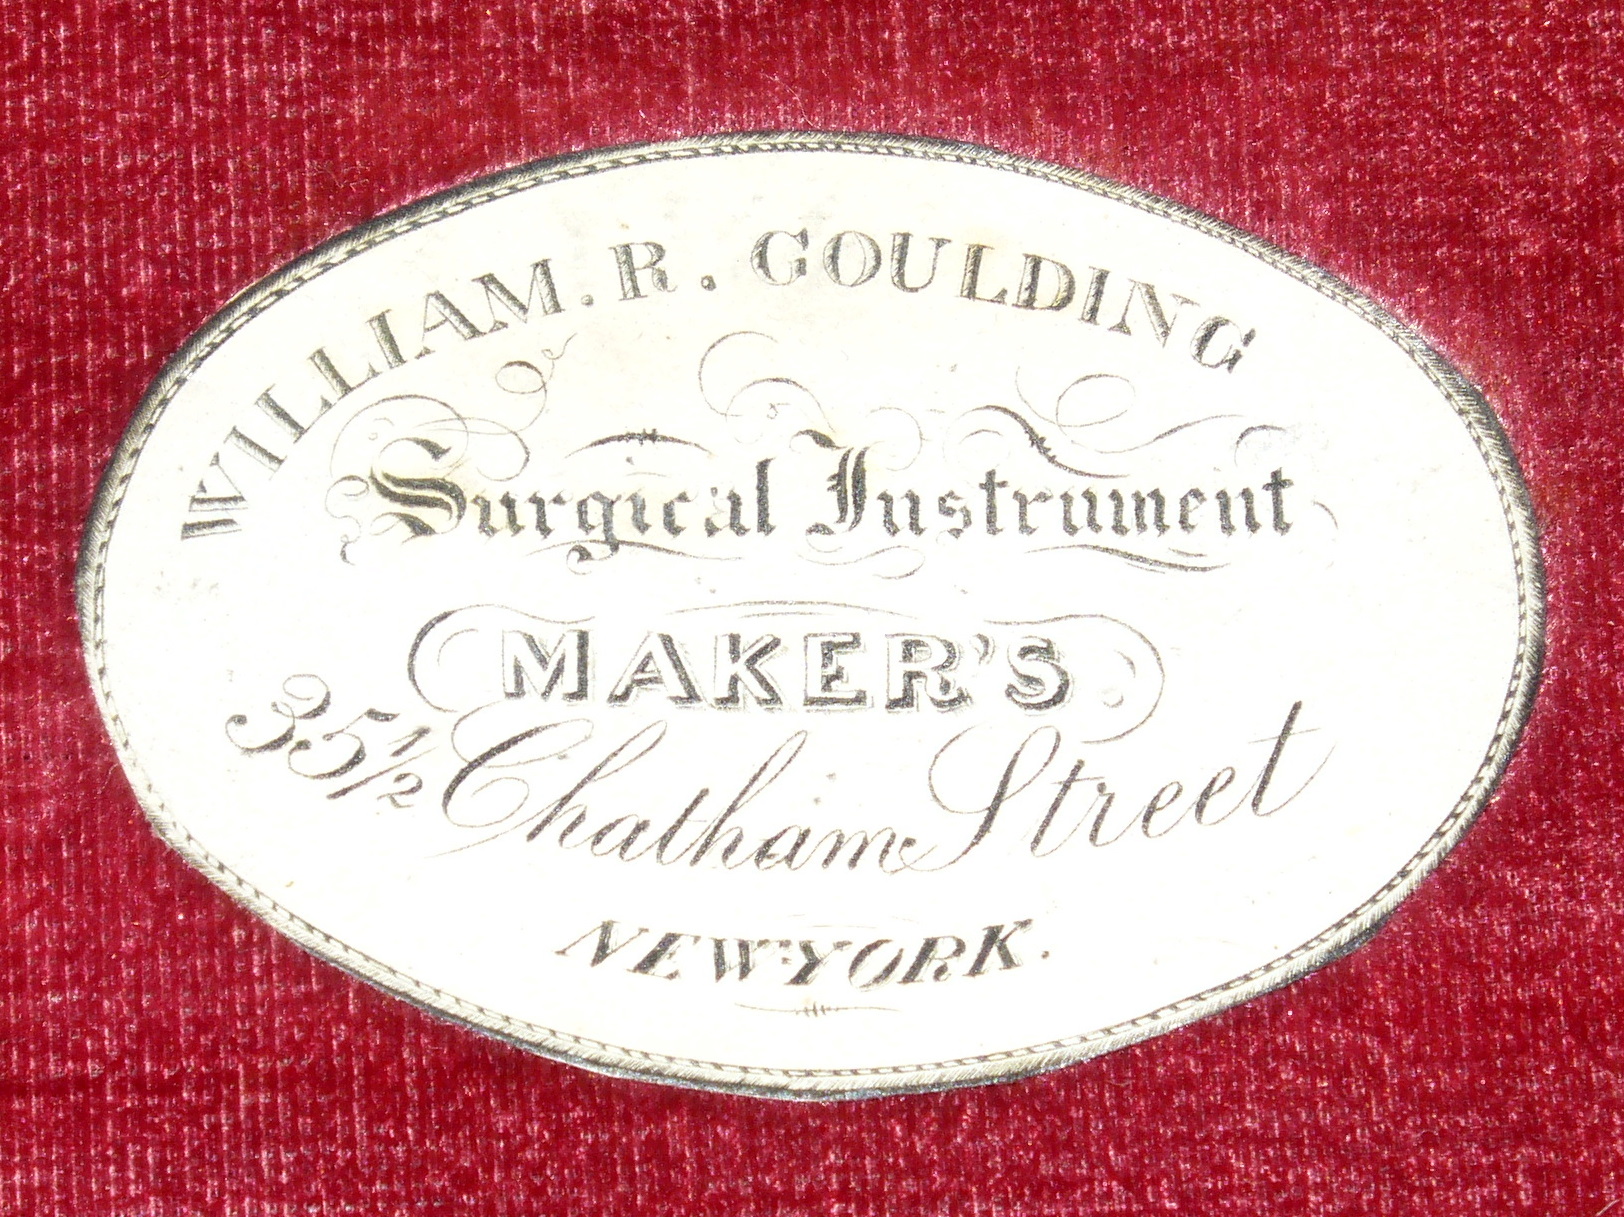 WILLIAM. R. GOULDING
Surgical Instrument
MAKER'S
35½ Chatham Street
NEW-YORK.